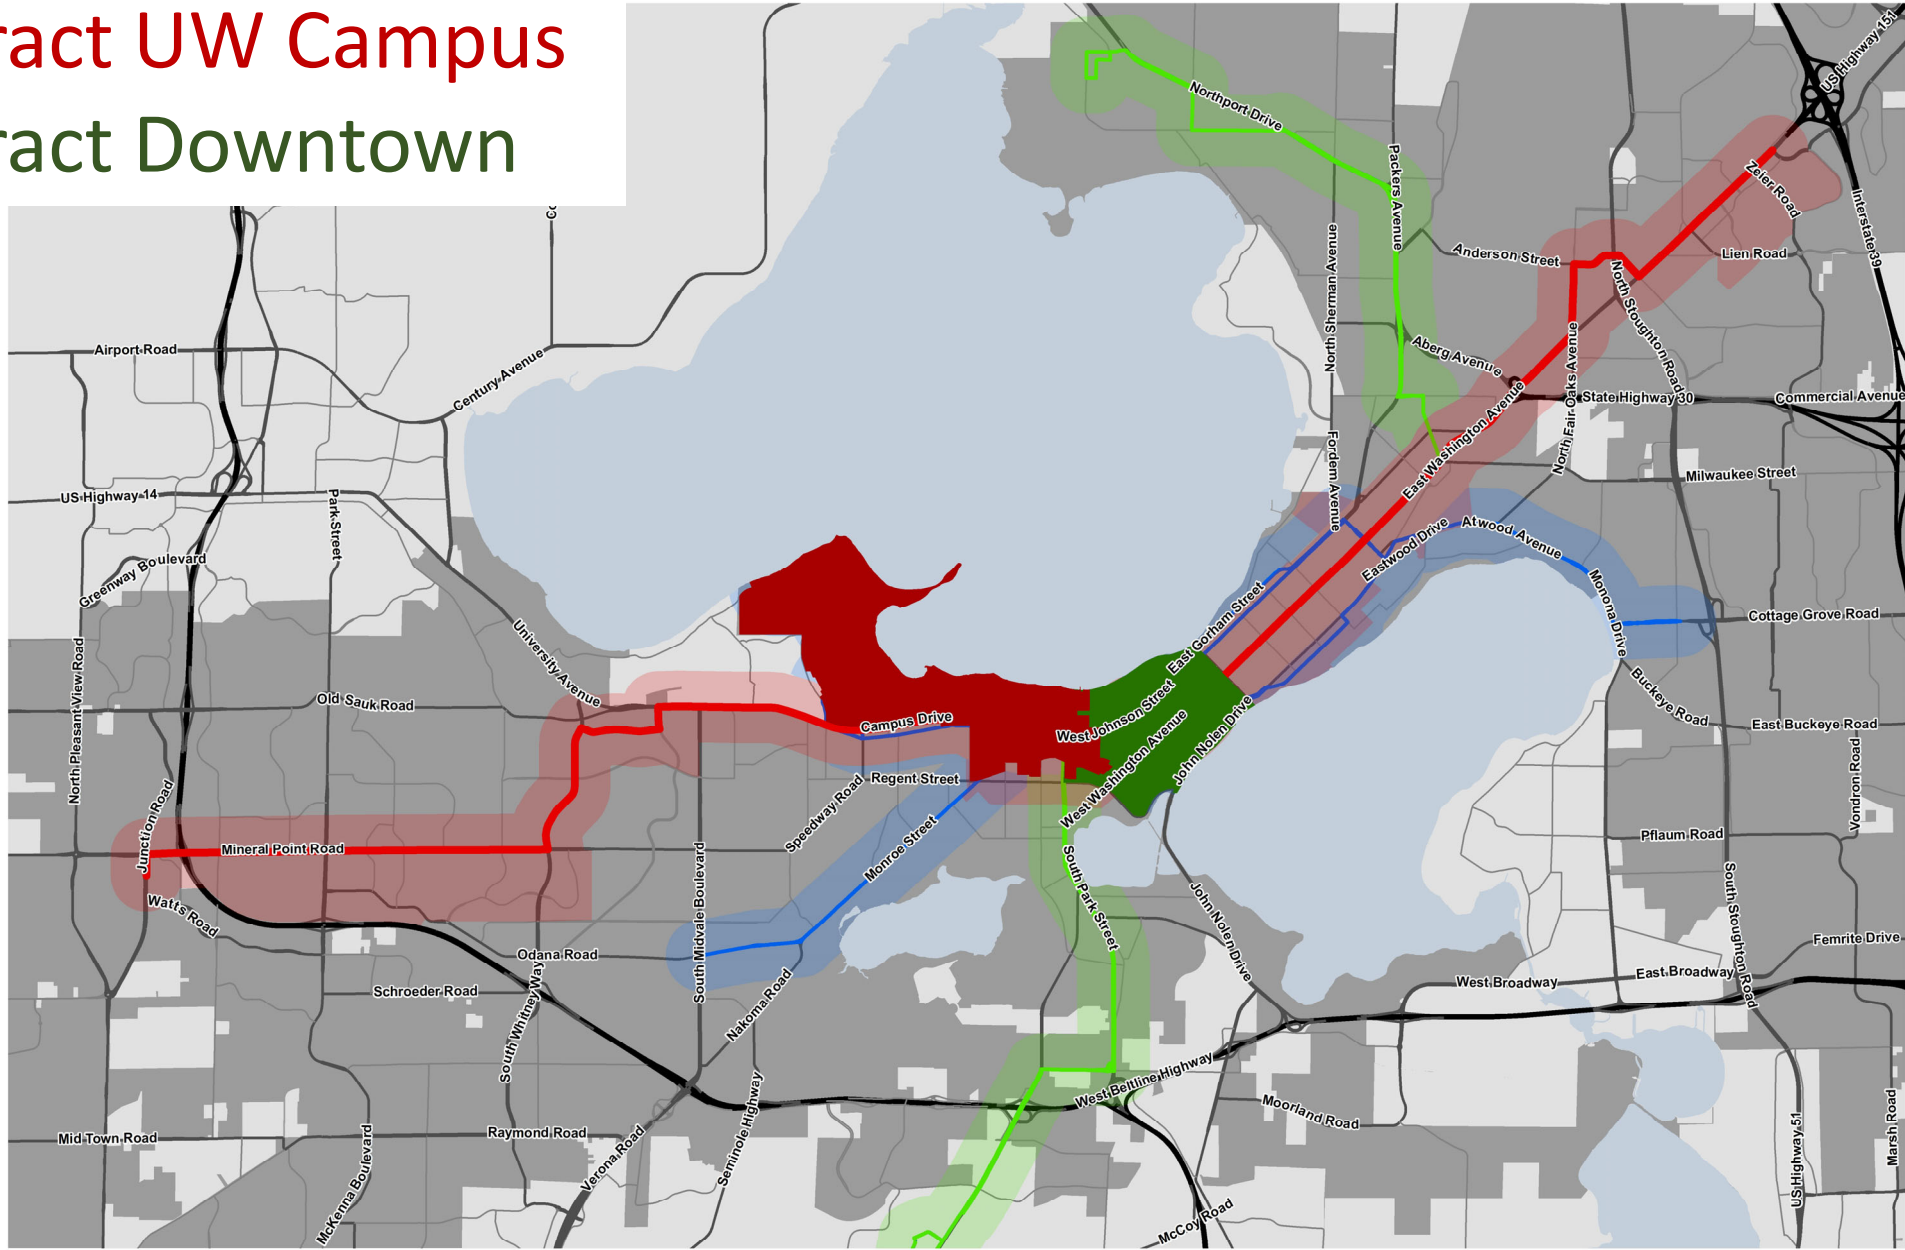 ract UW Campus
ract Downtown
US Highway 151
Northport Drive
Packers Avenue
Zeier Road
Interstate 39
Lien Road
Anderson Street
North Sherman Avenue
North Stoughton Road
Airport Road
Century Avenue
Aberg Avenue
North Fair Oaks Avenue
State Highway 30
Commercial Avenue
East Washington Avenue
Fordem Avenue
Milwaukee Street
US Highway 14
Park Street
Greenway Boulevard
Eastwood Drive
Atwood Avenue
Monona Drive
Cottage Grove Road
East Gorham Street
University Avenue
North Pleasant View Road
Old Sauk Road
Campus Drive
West Johnson Street
West Washington Avenue
John Nolen Drive
Buckeye Road
East Buckeye Road
Regent Street
Speedway Road
Monroe Street
Junction Road
Mineral Point Road
South Midvale Boulevard
South Park Street
Pflaum Road
Vondron Road
Watts Road
Odana Road
John Nolen Drive
South Stoughton Road
Femrite Drive
Schroeder Road
South Whitney Way
Nakoma Road
West Broadway
East Broadway
West Beltline Highway
Seminole Highway
Moorland Road
Mid Town Road
McKenna Boulevard
Raymond Road
Verona Road
McCoy Road
US Highway 51
Marsh Road